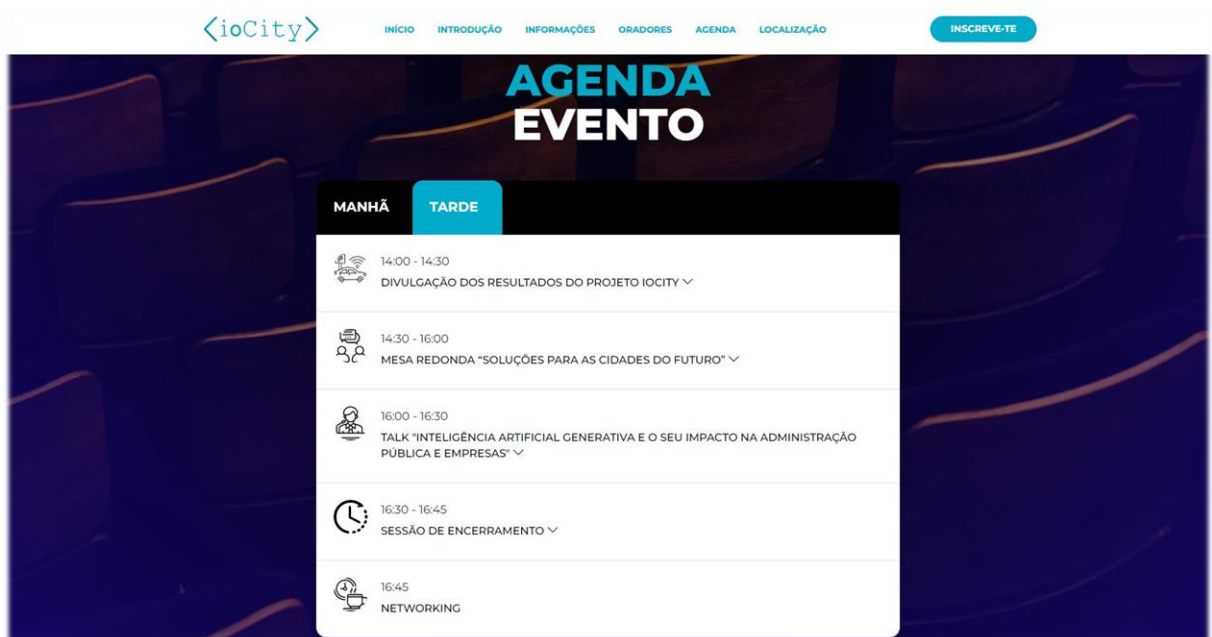 <ioCity>
INÍCIO INTRODUÇÃO INFORMAÇÕES ORADORES AGENDA LOCALIZAÇÃO
INSCREVE-TE
AGENDA
EVENTO
MANHÃ TARDE
14:00 - 14:30
DIVULGAÇÃO DOS RESULTADOS DO PROJETO IOCITY
14:30 - 16:00
MESA REDONDA “SOLUÇÕES PARA AS CIDADES DO FUTURO”
16:00 - 16:30
TALK "INTELIGÊNCIA ARTIFICIAL GENERATIVA E O SEU IMPACTO NA ADMINISTRAÇÃO
PÚBLICA E EMPRESAS"
16:30 - 16:45
SESSÃO DE ENCERRAMENTO
16:45
NETWORKING